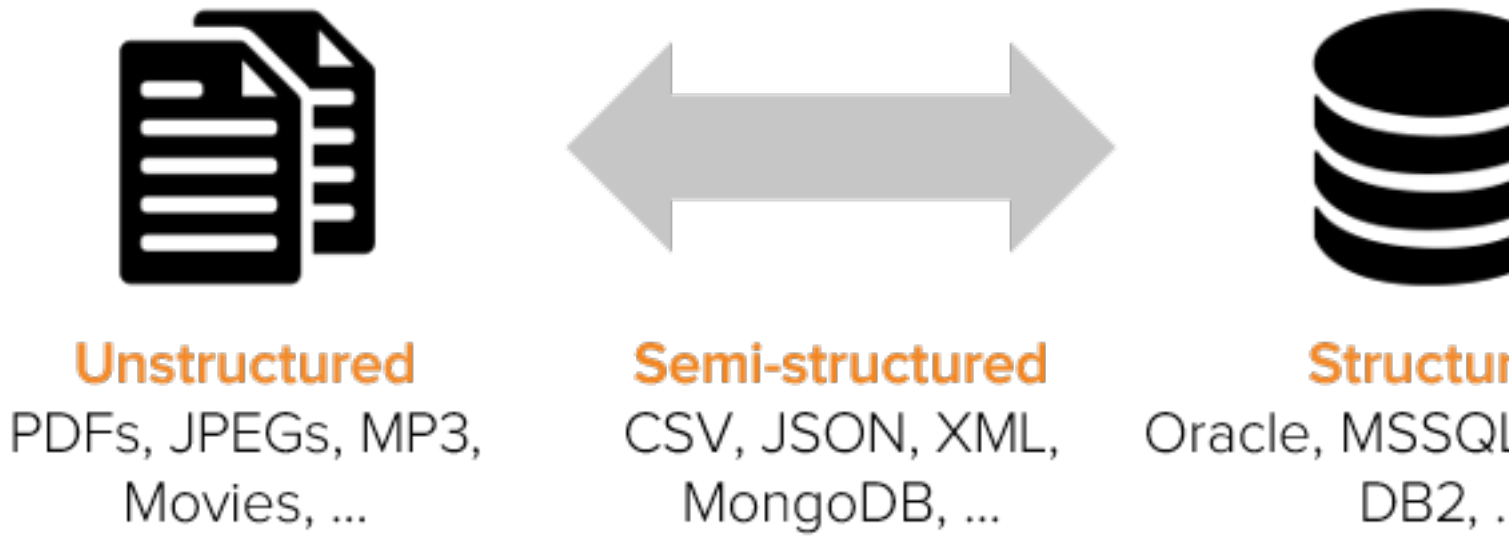 Unstructured
PDFs, JPEGs, MP3,
Movies, ...
Semi-structured
CSV, JSON, XML,
MongoDB, ...
Oracle, MSSQL
DB2, .